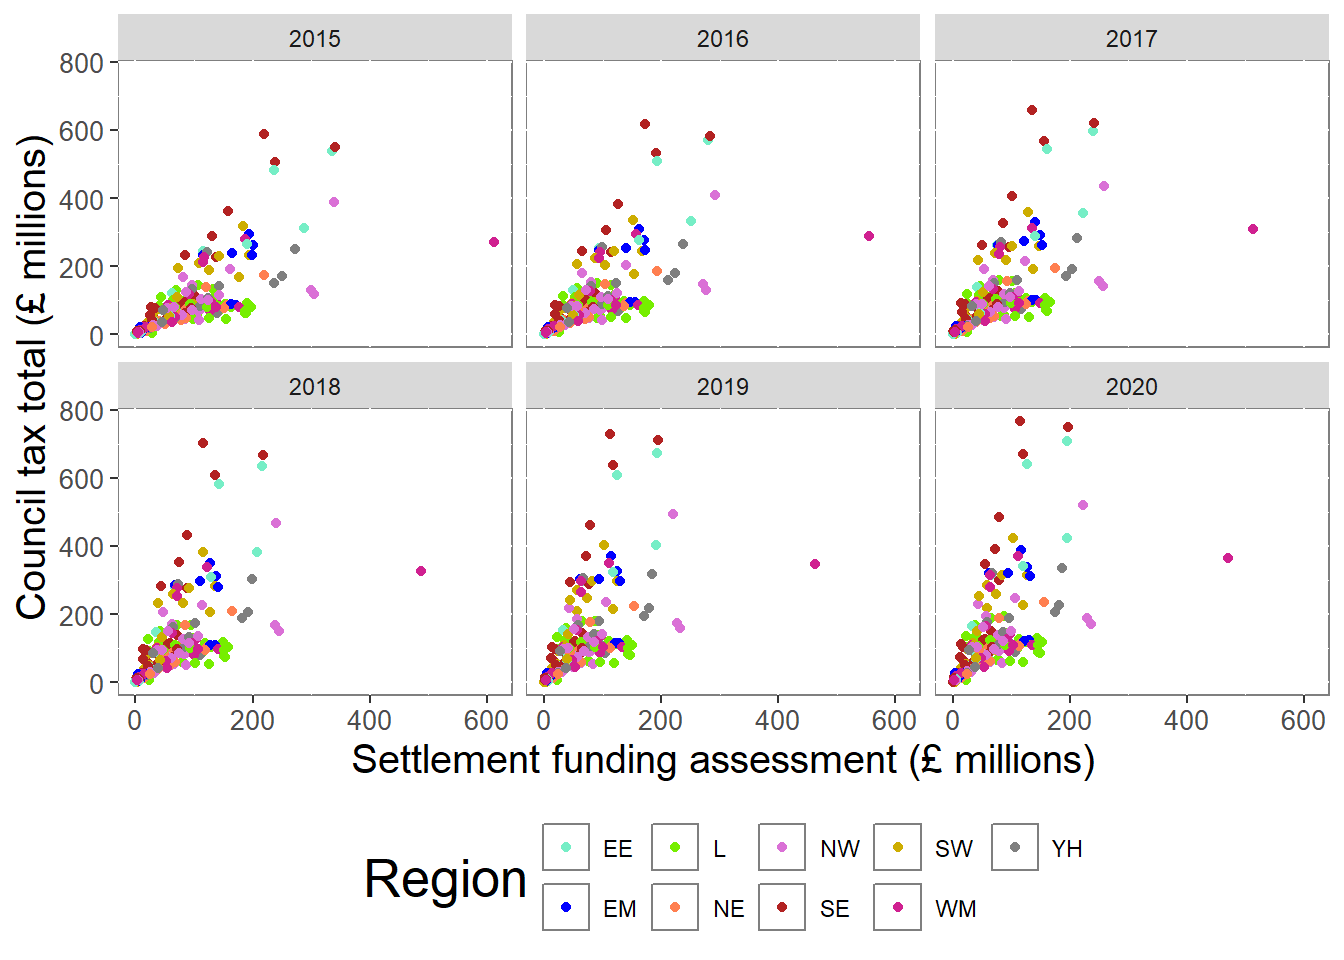 2015 2016 2017
800
600
400
200
0
2018 2019 2020
800
600
400
200
0
0 200 400 600 0 200 400 600 0 200 400 600
Council tax total (£ millions)
Settlement funding assessment (£ millions)
Region
EE L NW SW YH
EM NE SE WM